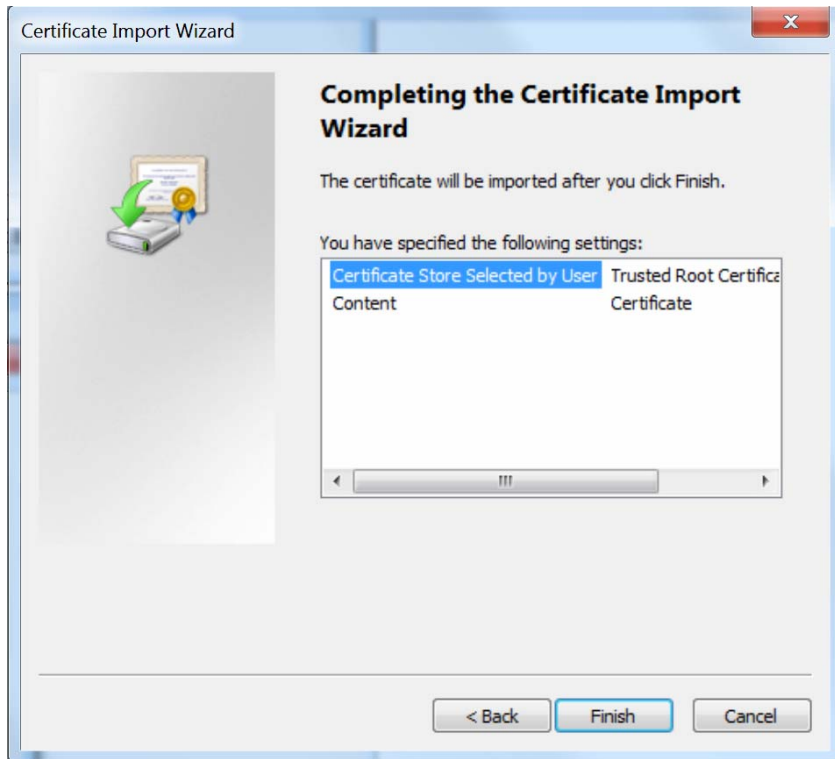 Certificate Import Wizard
Completing the Certificate Import
Wizard
The certificate will be imported after you click Finish.
You have specified the following settings:
Certificate Store Selected by User Trusted Root Certifica
Content Certificate
< Back Finish Cancel